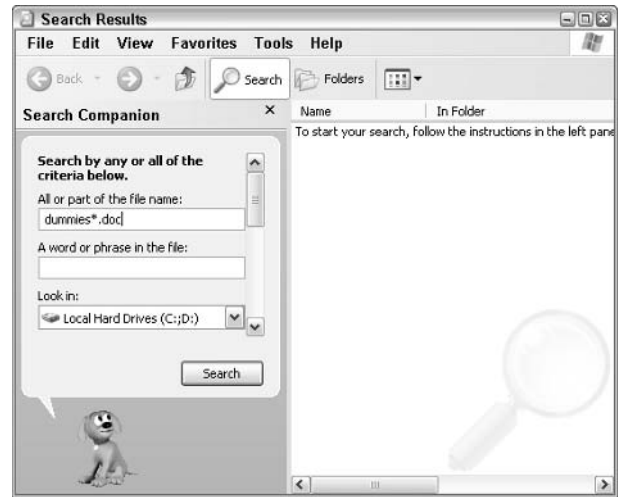 Search Results
File Edit View Favorites Tools Help
Back Search Folders
Search Companion
Name In Folder
To start your search, follow the instructions in the left pane
Search by any or all of the
criteria below.
All or part of the file name:
dummies*.doc
A word or phrase in the file:
Look in:
Local Hard Drives (C:;D:)
Search